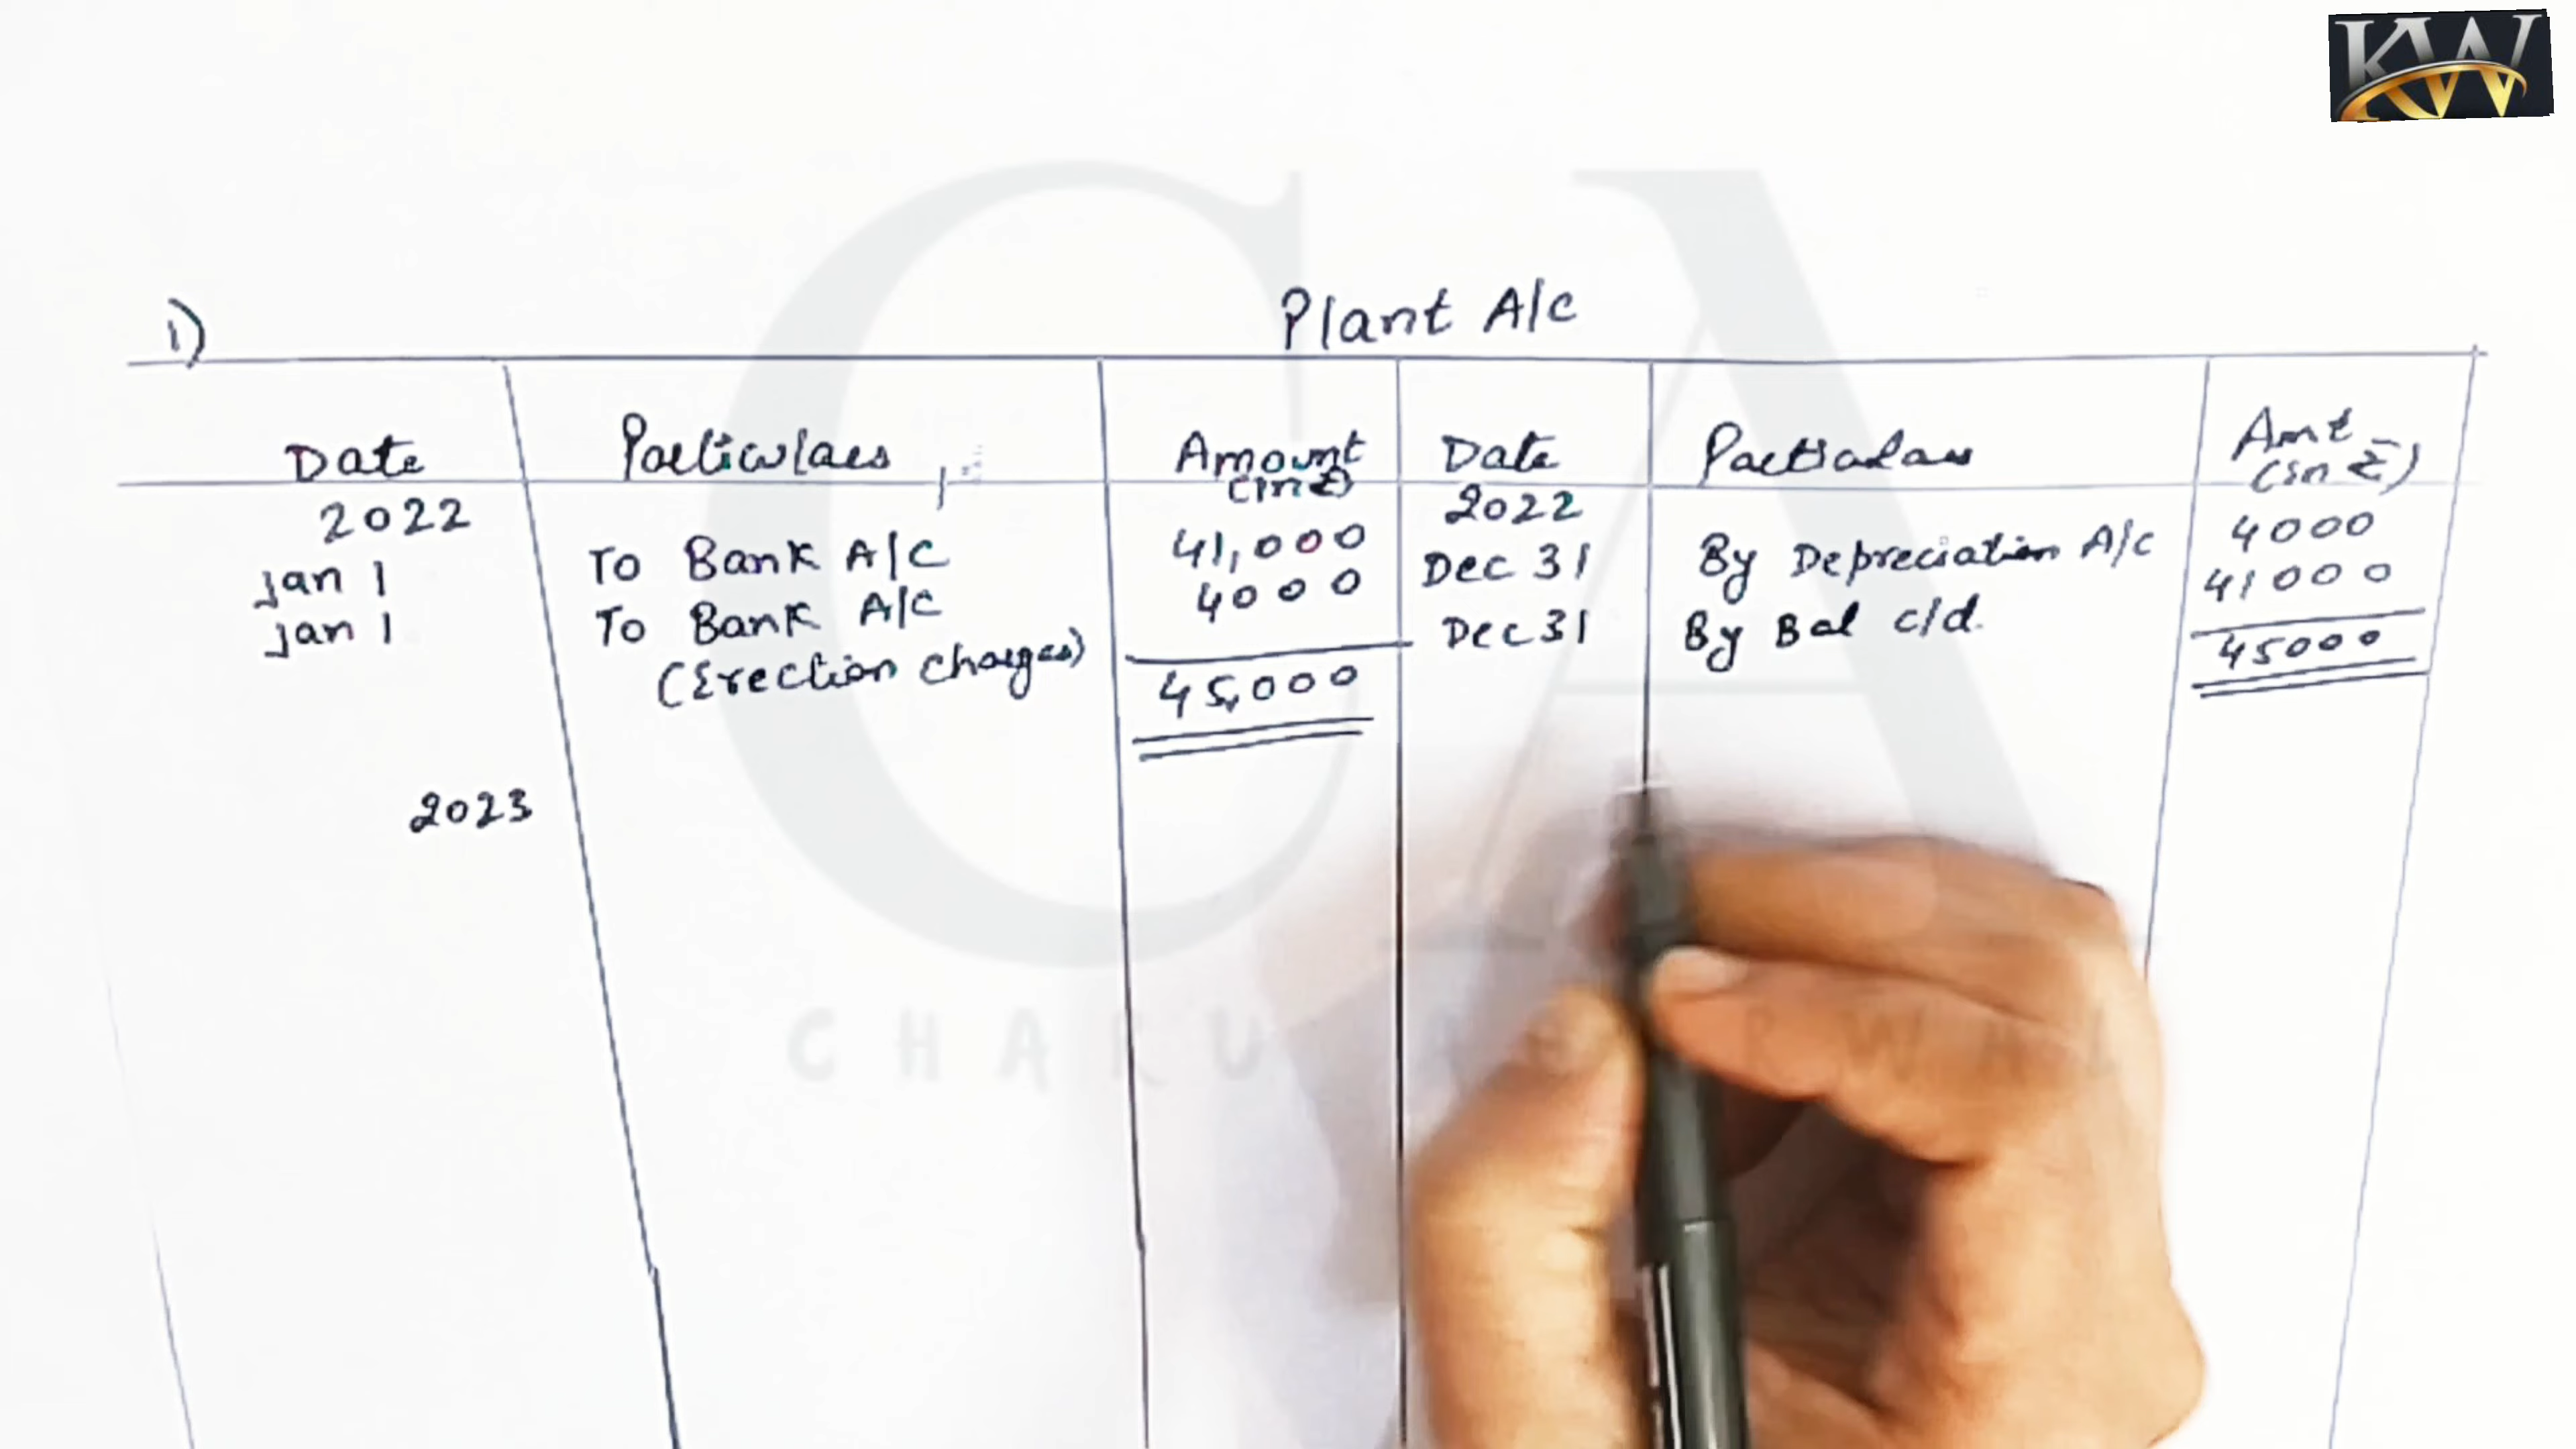 KW
1) Plant A/c
Date Particulars Amount (in ₹) Date Particulars Amt (in ₹)
2022 2022
Jan 1 To Bank A/c 41,000 Dec 31 By Depreciation A/c 4000
Jan 1 To Bank A/c 4000 Dec 31 By Bal c/d. 41000
(Erection charges) 45,000 45000
2023
CA
CHARU